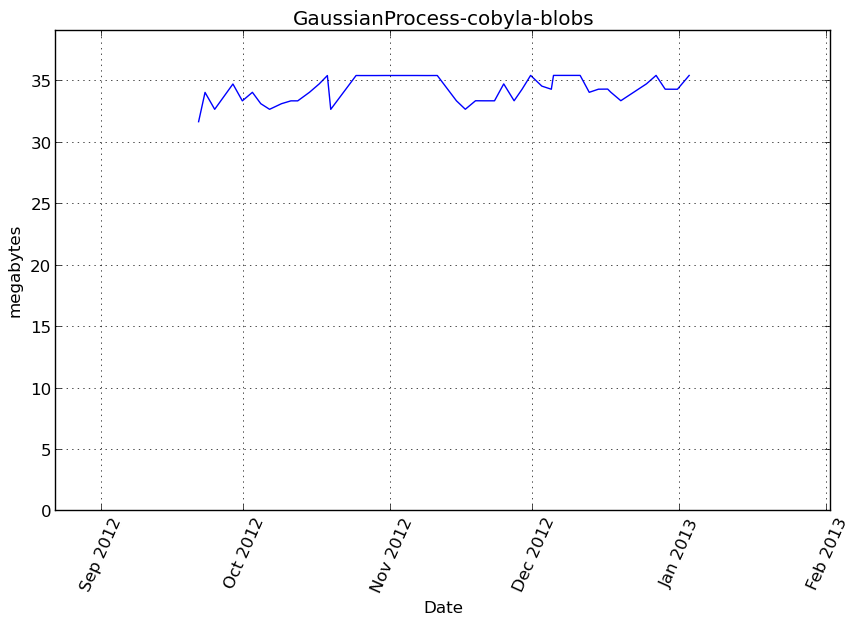 GaussianProcess-cobyla-blobs
megabytes
35
30
25
20
15
10
5
0
Sep 2012
Oct 2012
Nov 2012
Dec 2012
Jan 2013
Feb 2013
Date